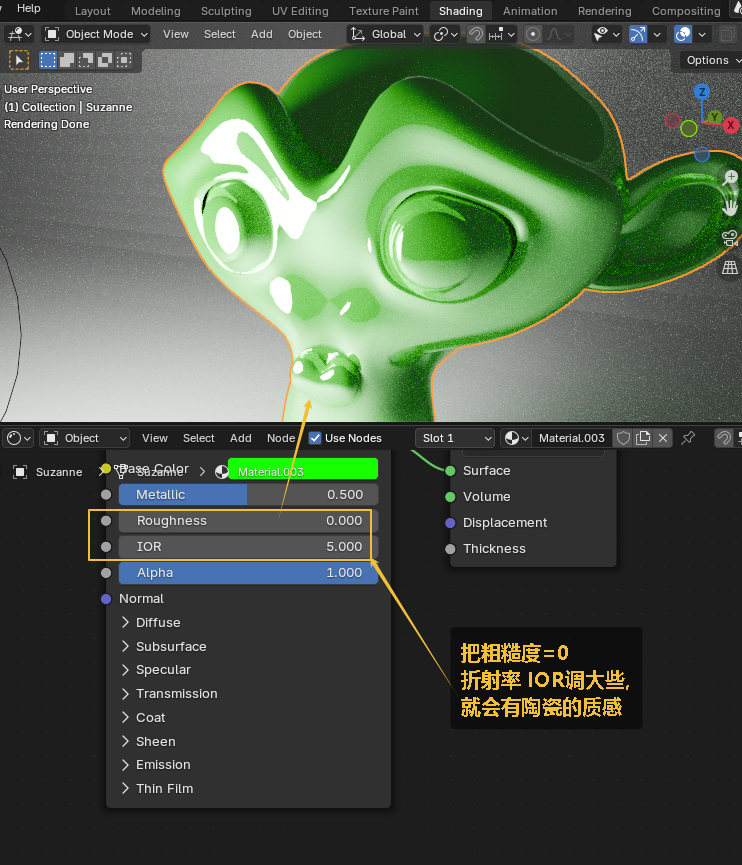 Help Layout Modeling Sculpting UV Editing Texture Paint Shading Animation Rendering Compositing
Object Mode View Select Add Object Global
Options
User Perspective
(1) Collection | Suzanne
Rendering Done
Z
Y
X
Object View Select Add Node Use Nodes Slot 1 Material.003
Suzanne > Suzanne > Material.003
Base Color
Metallic 0.500
Roughness 0.000
IOR 5.000
Alpha 1.000
Normal
Diffuse
Subsurface
Specular
Transmission
Coat
Sheen
Emission
Thin Film
Surface
Volume
Displacement
Thickness
把粗糙度=0
折射率 IOR调大些,
就会有陶瓷的质感